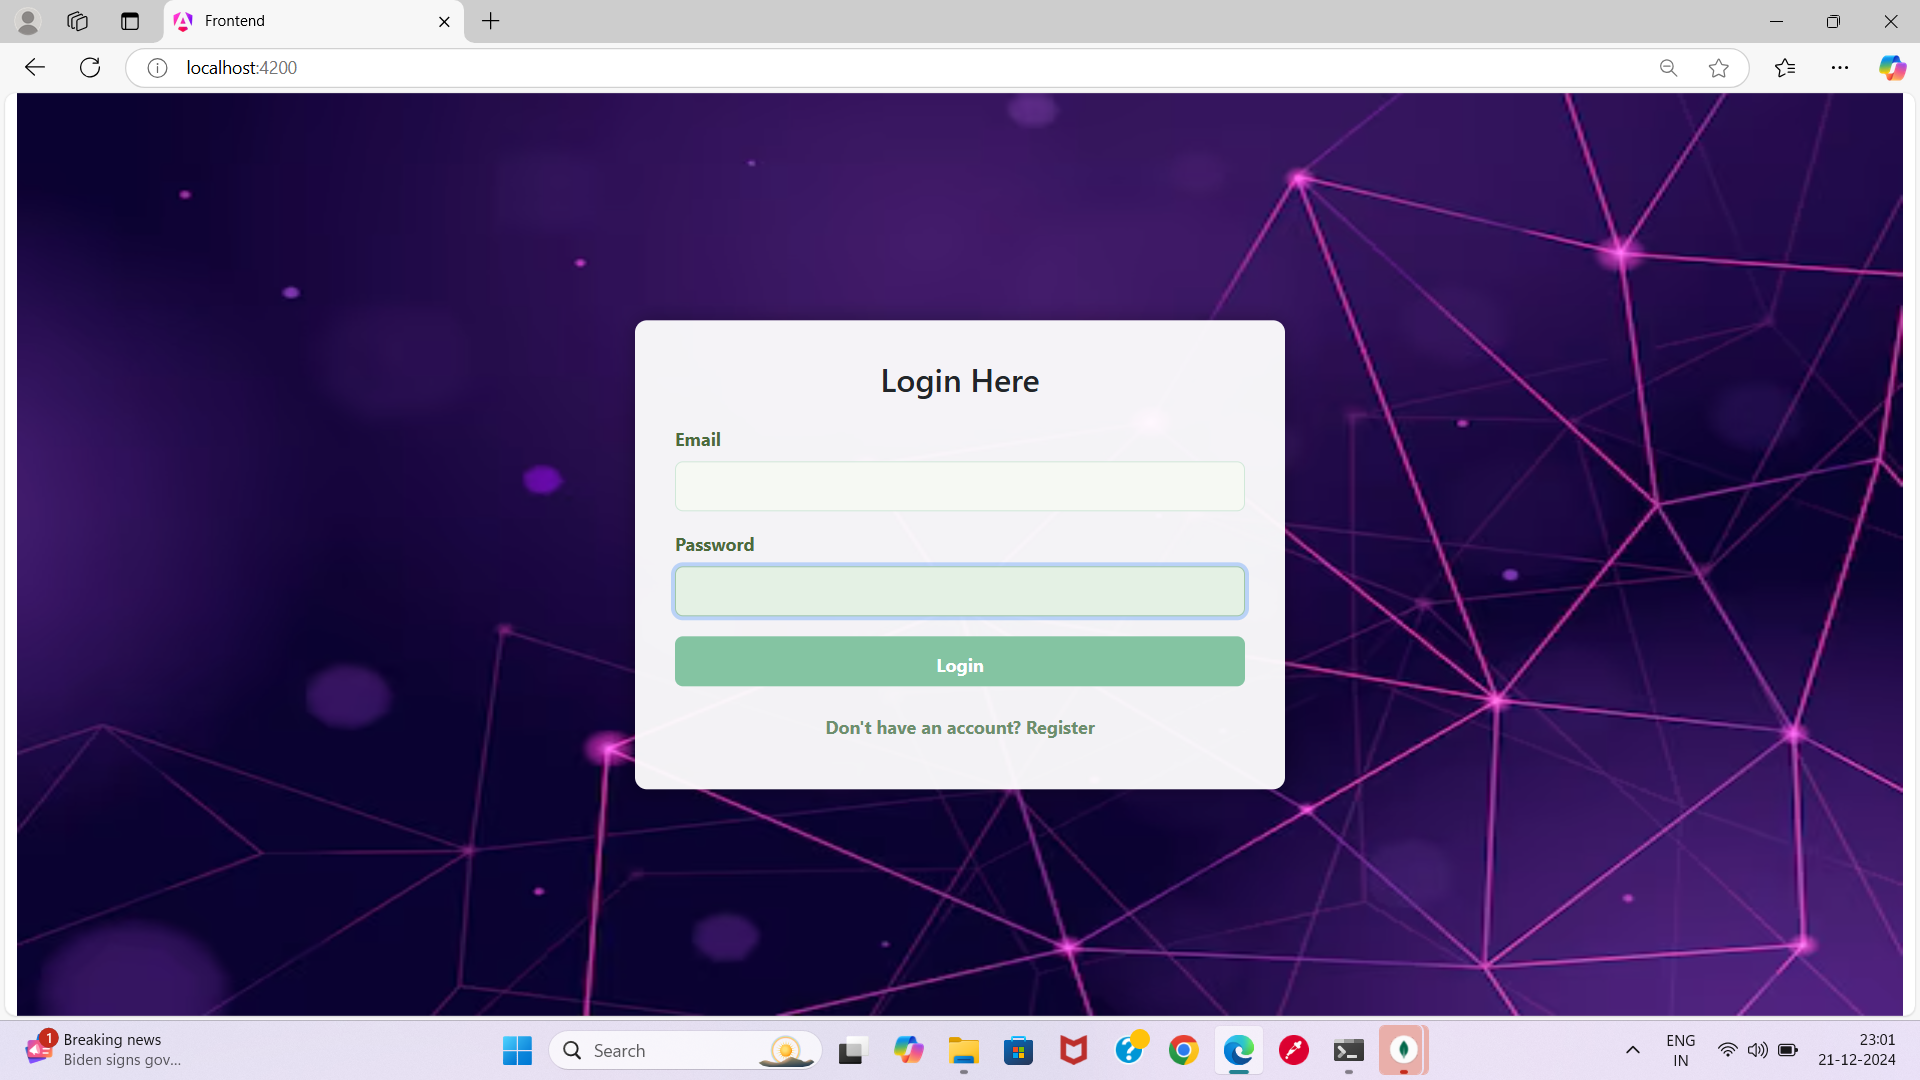 Frontend
localhost:4200
Login Here
Email
Password
Login
Don't have an account? Register
1
Breaking news
Biden signs gov...
Search
ENG
IN
23:01
21-12-2024